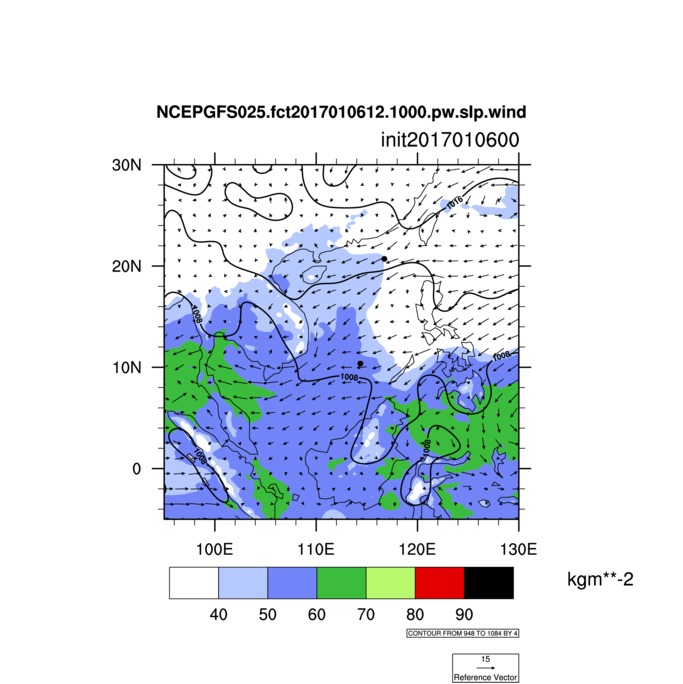 NCEPGFS025.fct2017010612.1000.pw.slp.wind
init2017010600
30N
1016
20N
1008
10N
1008
1008
1008
1008
0
100E 110E 120E 130E
kgm**-2
40 50 60 70 80 90
CONTOUR FROM 948 TO 1084 BY 4
15
Reference Vector